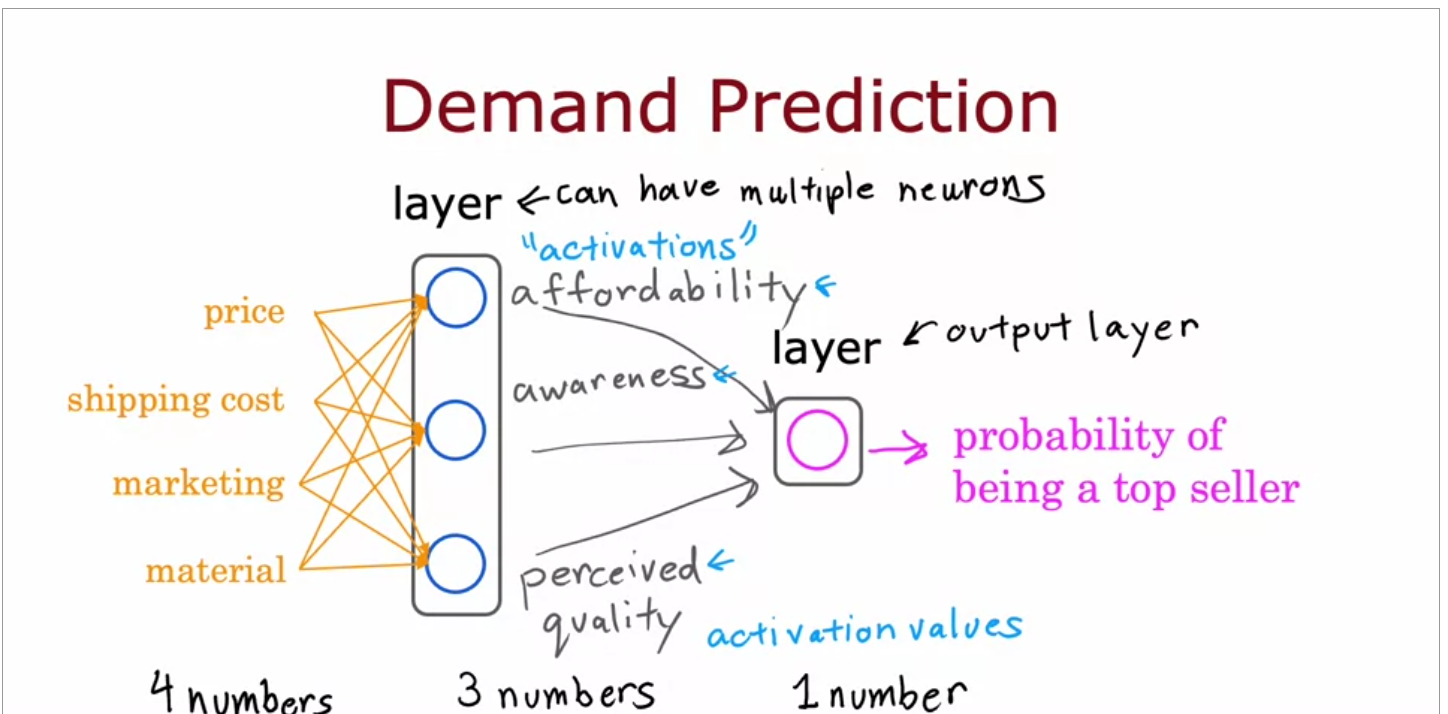 Demand Prediction
layer ← can have multiple neurons
"activations"
affordability ←
price
layer ← output layer
awareness ←
shipping cost
probability of
being a top seller
marketing
material
perceived ←
quality
activation values
4 numbers 3 numbers 1 number